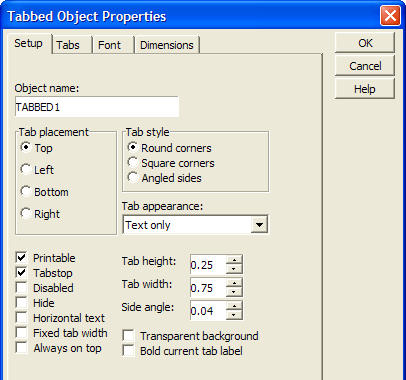 Tabbed Object Properties
Setup Tabs Font Dimensions
OK
Cancel
Help
Object name:
TABBED1
Tab placement
Top
Left
Bottom
Right
Tab style
Round corners
Square corners
Angled sides
Tab appearance:
Text only
Printable
Tabstop
Disabled
Hide
Horizontal text
Fixed tab width
Always on top
Tab height: 0.25
Tab width: 0.75
Side angle: 0.04
Transparent background
Bold current tab label